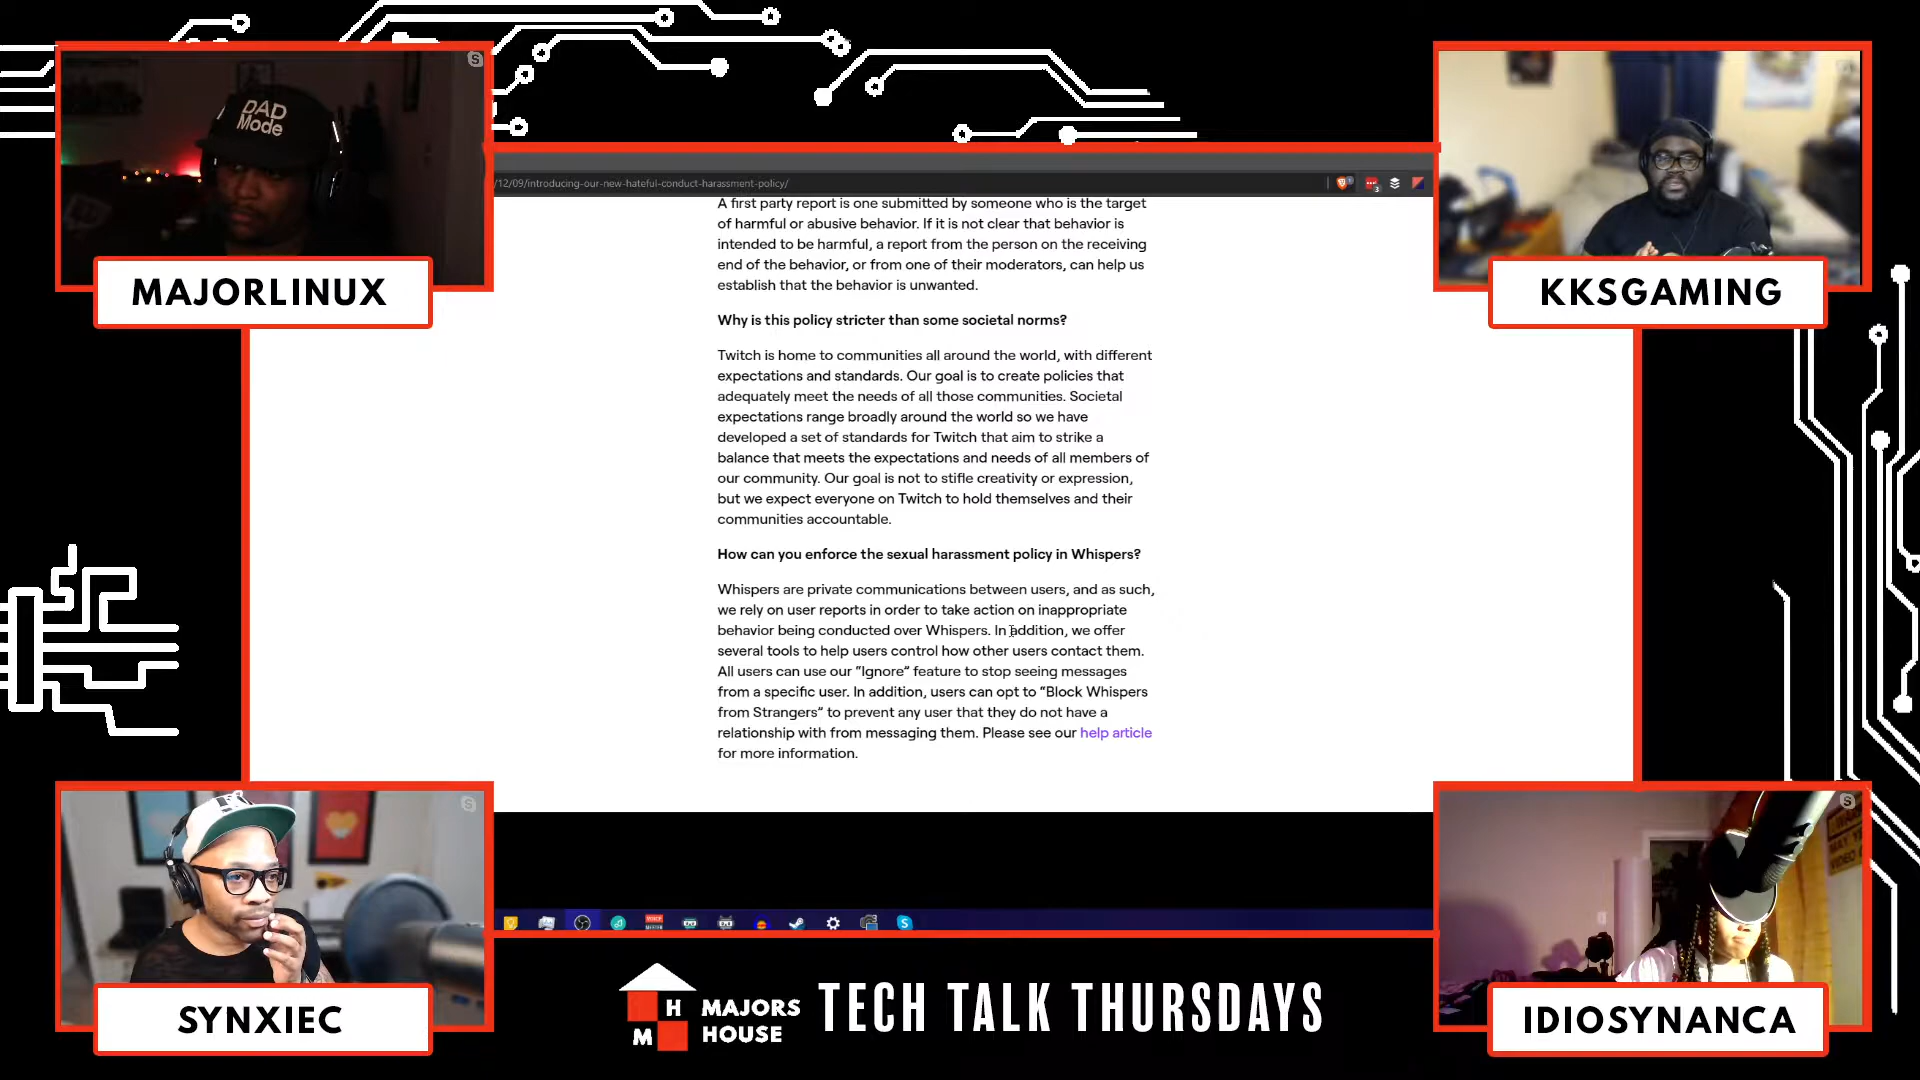 DAD
Mode
MAJORLINUX
KKSGAMING
/12/09/introducing-our-new-hateful-conduct-harassment-policy/
A first party report is one submitted by someone who is the target
of harmful or abusive behavior. If it is not clear that behavior is
intended to be harmful, a report from the person on the receiving
end of the behavior, or from one of their moderators, can help us
establish that the behavior is unwanted.
Why is this policy stricter than some societal norms?
Twitch is home to communities all around the world, with different
expectations and standards. Our goal is to create policies that
adequately meet the needs of all those communities. Societal
expectations range broadly around the world so we have
developed a set of standards for Twitch that aim to strike a
balance that meets the expectations and needs of all members of
our community. Our goal is not to stifle creativity or expression,
but we expect everyone on Twitch to hold themselves and their
communities accountable.
How can you enforce the sexual harassment policy in Whispers?
Whispers are private communications between users, and as such,
we rely on user reports in order to take action on inappropriate
behavior being conducted over Whispers. In addition, we offer
several tools to help users control how other users contact them.
All users can use our “Ignore” feature to stop seeing messages
from a specific user. In addition, users can opt to “Block Whispers
from Strangers” to prevent any user that they do not have a
relationship with from messaging them. Please see our help article
for more information.
SYNXIEC
IDIOSYNANCA
H
M
MAJORS
HOUSE
TECH TALK THURSDAYS